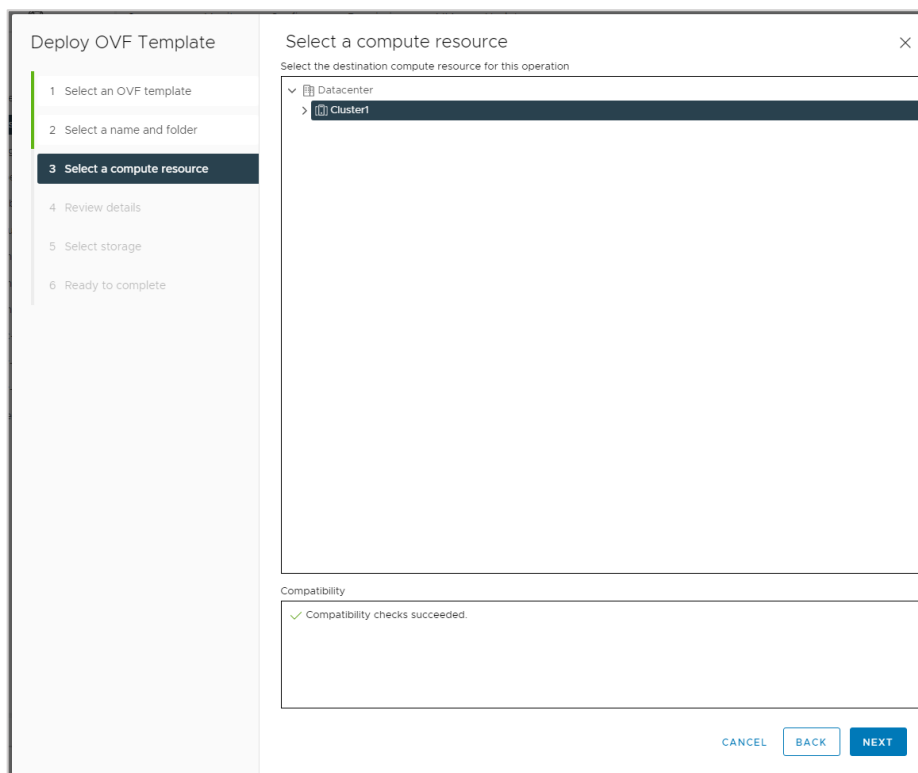 Deploy OVF Template
1 Select an OVF template
2 Select a name and folder
3 Select a compute resource
4 Review details
5 Select storage
6 Ready to complete
Select a compute resource
Select the destination compute resource for this operation
Datacenter
Cluster1
Compatibility
Compatibility checks succeeded.
CANCEL BACK NEXT